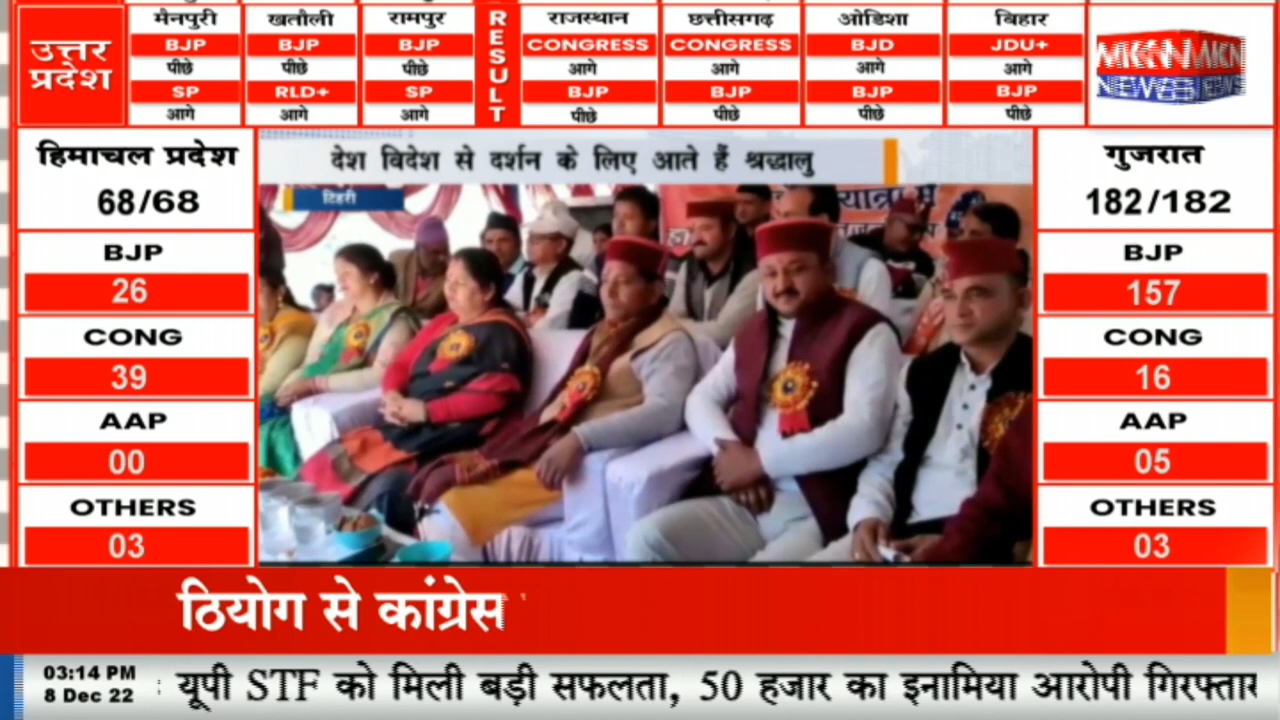 उत्तर
प्रदेश
मैनपुरी
BJP
पीछे
SP
आगे
खतौली
BJP
पीछे
RLD+
आगे
रामपुर
BJP
पीछे
SP
आगे
RESULT
राजस्थान
CONGRESS
आगे
BJP
पीछे
छत्तीसगढ़
CONGRESS
आगे
BJP
पीछे
ओडिशा
BJD
आगे
BJP
पीछे
बिहार
JDU+
आगे
BJP
पीछे
MKN
NEWS
हिमाचल प्रदेश
68/68
BJP
26
CONG
39
AAP
00
OTHERS
03
देश विदेश से दर्शन के लिए आते हैं श्रद्धालु
टिहरी
गुजरात
182/182
BJP
157
CONG
16
AAP
05
OTHERS
03
ठियोग से कांग्रेस
03:14 PM
8 Dec 22
यूपी STF को मिली बड़ी सफलता, 50 हजार का इनामिया आरोपी गिरफ्तार